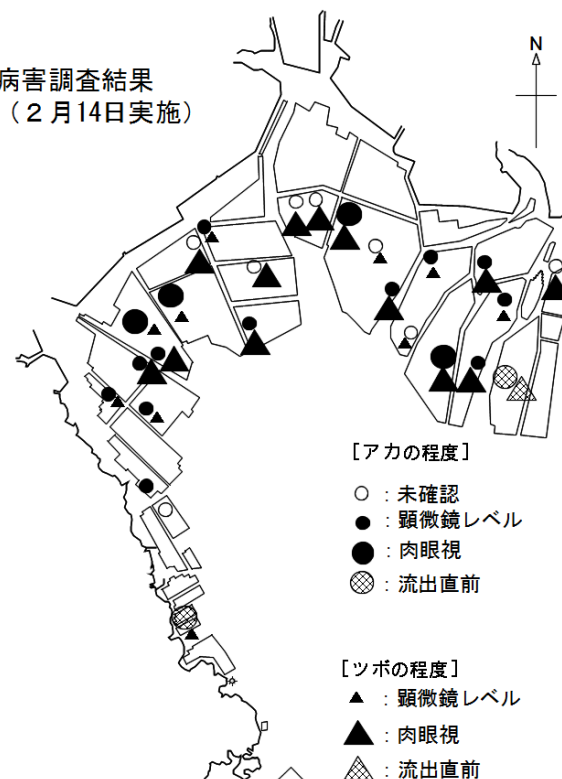 病害調査結果
(２月14日実施)
N
[アカの程度]
：未確認
：顕微鏡レベル
：肉眼視
：流出直前
[ツボの程度]
：顕微鏡レベル
：肉眼視
：流出直前